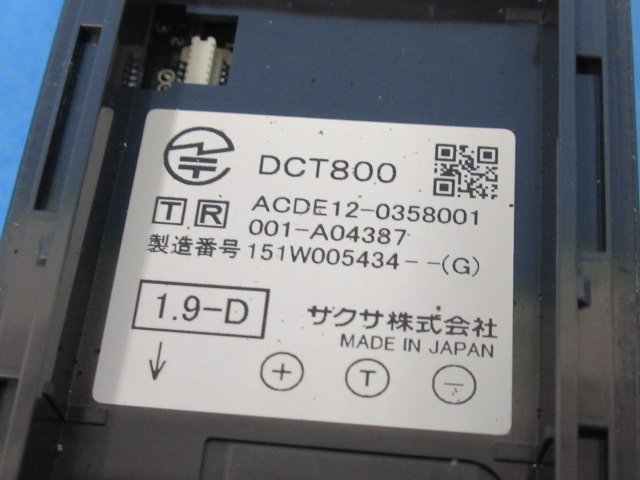 DCT800
T R ACDE12-0358001
001-A04387
製造番号 151W005434--(G)
1.9-D
サクサ株式会社
MADE IN JAPAN
↓ + T -